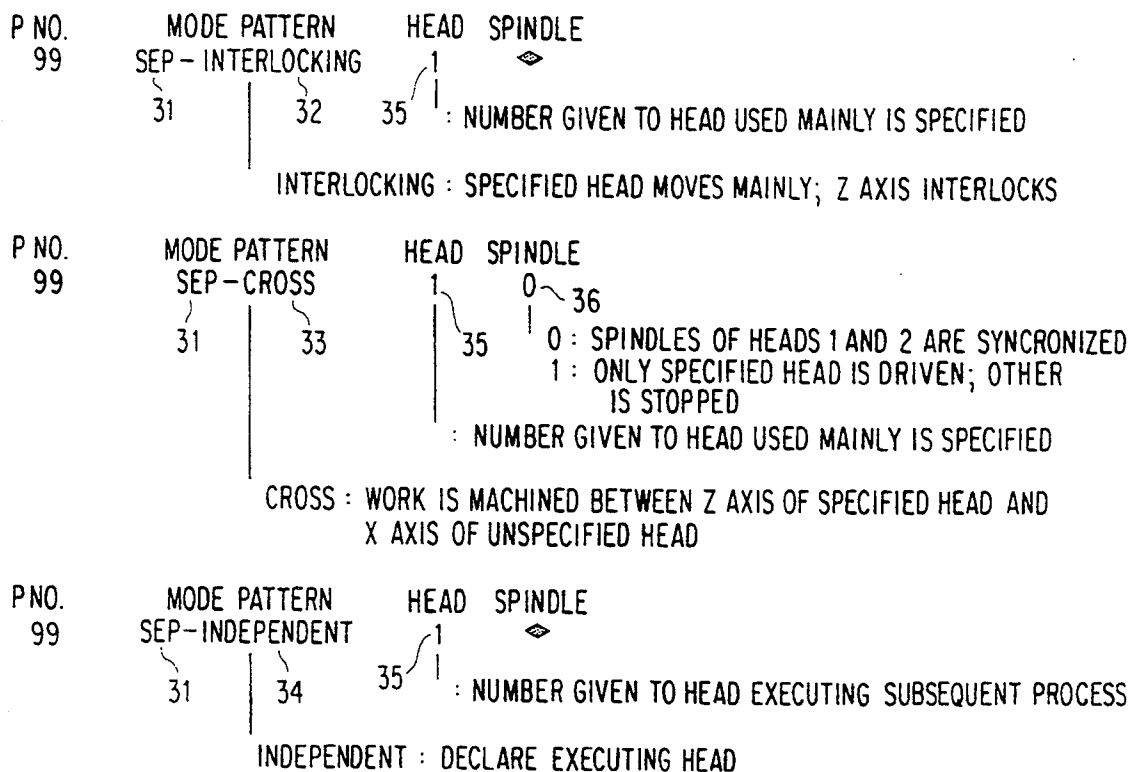 P NO. MODE PATTERN HEAD SPINDLE
99 SEP-INTERLOCKING 1
31 32 35 : NUMBER GIVEN TO HEAD USED MAINLY IS SPECIFIED
INTERLOCKING : SPECIFIED HEAD MOVES MAINLY; Z AXIS INTERLOCKS
P NO. MODE PATTERN HEAD SPINDLE
99 SEP-CROSS 1 0 36
31 33 35 0 : SPINDLES OF HEADS 1 AND 2 ARE SYNCRONIZED
1 : ONLY SPECIFIED HEAD IS DRIVEN; OTHER
IS STOPPED
: NUMBER GIVEN TO HEAD USED MAINLY IS SPECIFIED
CROSS : WORK IS MACHINED BETWEEN Z AXIS OF SPECIFIED HEAD AND
X AXIS OF UNSPECIFIED HEAD
P NO. MODE PATTERN HEAD SPINDLE
99 SEP-INDEPENDENT 1
31 34 35 : NUMBER GIVEN TO HEAD EXECUTING SUBSEQUENT PROCESS
INDEPENDENT : DECLARE EXECUTING HEAD